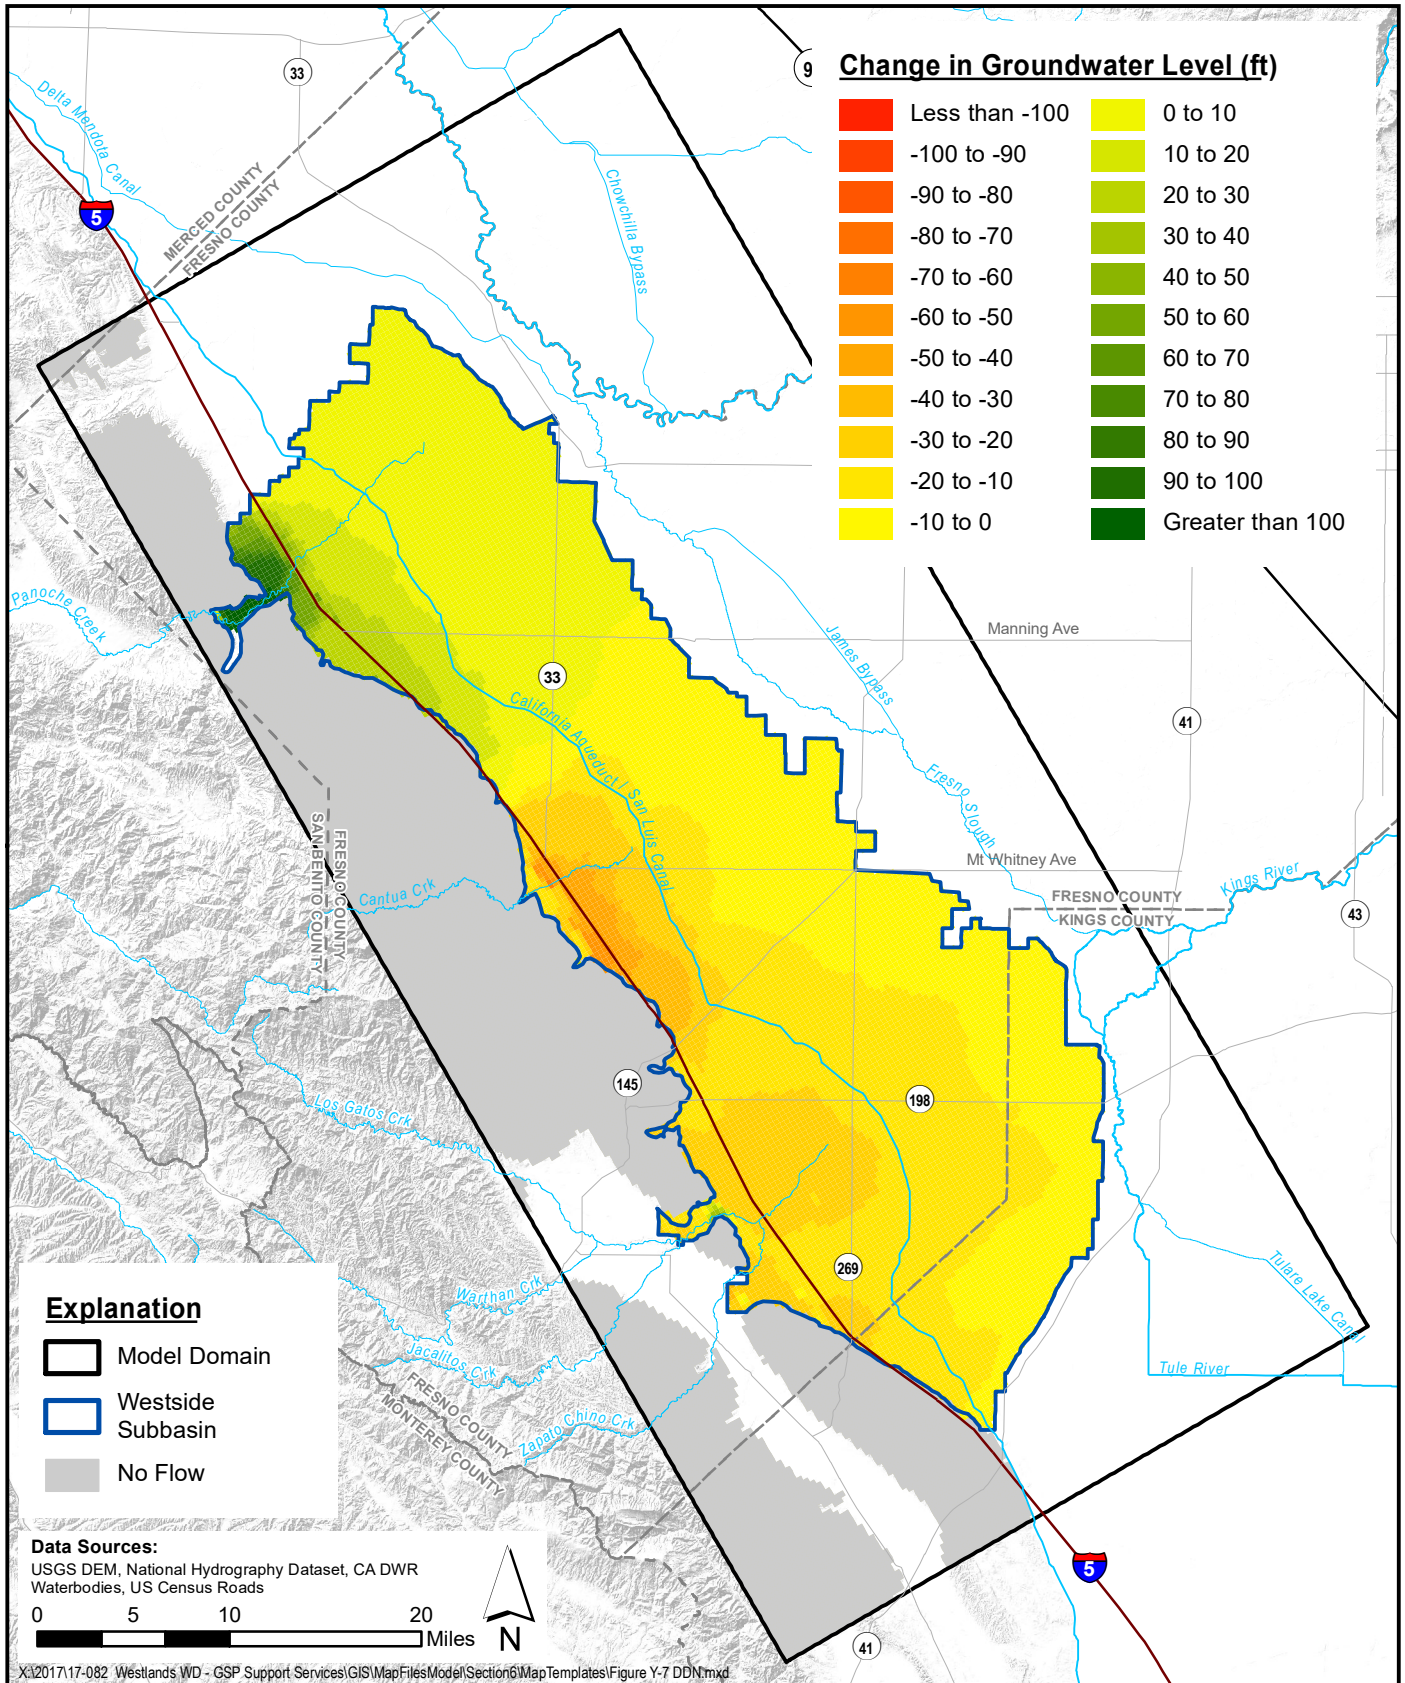 Change in Groundwater Level (ft)
Less than -100
-100 to -90
-90 to -80
-80 to -70
-70 to -60
-60 to -50
-50 to -40
-40 to -30
-30 to -20
-20 to -10
-10 to 0
0 to 10
10 to 20
20 to 30
30 to 40
40 to 50
50 to 60
60 to 70
70 to 80
80 to 90
90 to 100
Greater than 100
33
9
Delta Mendota Canal
5
MERCED COUNTY
FRESNO COUNTY
Chowchilla Bypass
Panoche Creek
Manning Ave
James Bypass
33
41
California Aqueduct / San Luis Canal
Fresno Slough
SAN BENITO COUNTY
FRESNO COUNTY
Mt Whitney Ave
Cantua Crk
Kings River
FRESNO COUNTY
KINGS COUNTY
43
145
198
Los Gatos Crk
269
Warthan Crk
Tulare Lake Canal
Jacalitos Crk
Tule River
FRESNO COUNTY
MONTEREY COUNTY
Zapato Chino Crk
5
41
Explanation
Model Domain
Westside
Subbasin
No Flow
Data Sources:
USGS DEM, National Hydrography Dataset, CA DWR
Waterbodies, US Census Roads
0 5 10 20
Miles
N
X:\2017\17-082 Westlands WD - GSP Support Services\GIS\MapFilesModel\Section6\MapTemplates\Figure Y-7 DDN.mxd